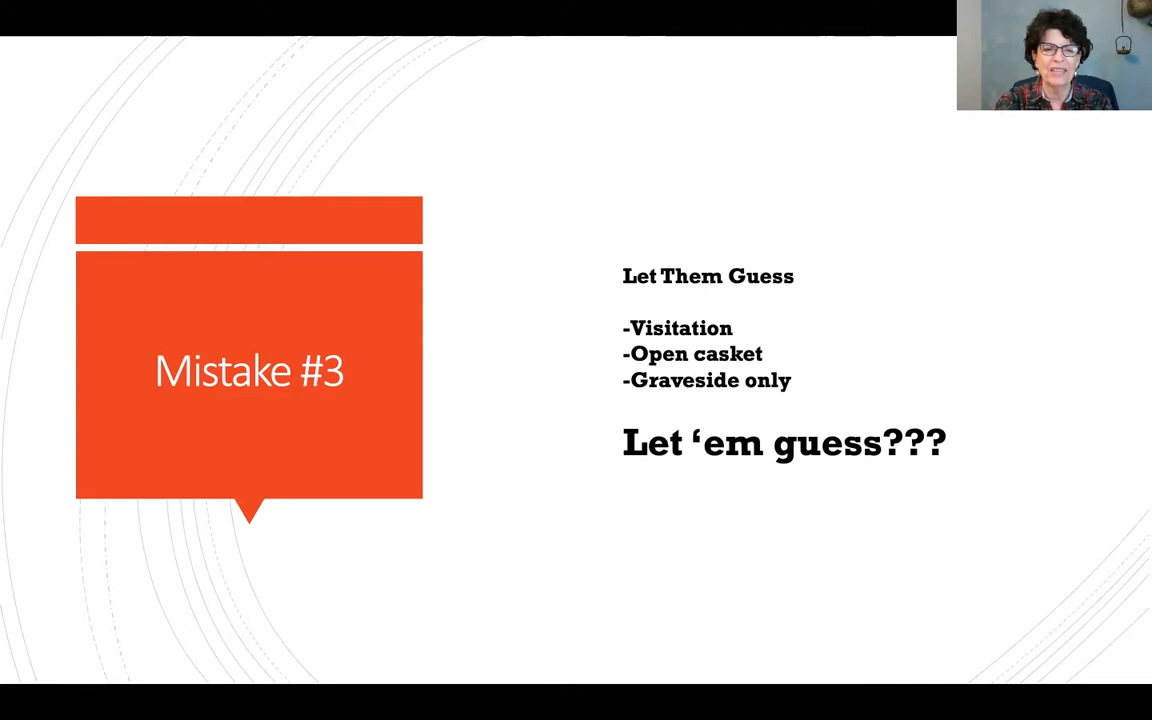 Mistake #3
Let Them Guess
-Visitation
-Open casket
-Graveside only
Let ‘em guess???